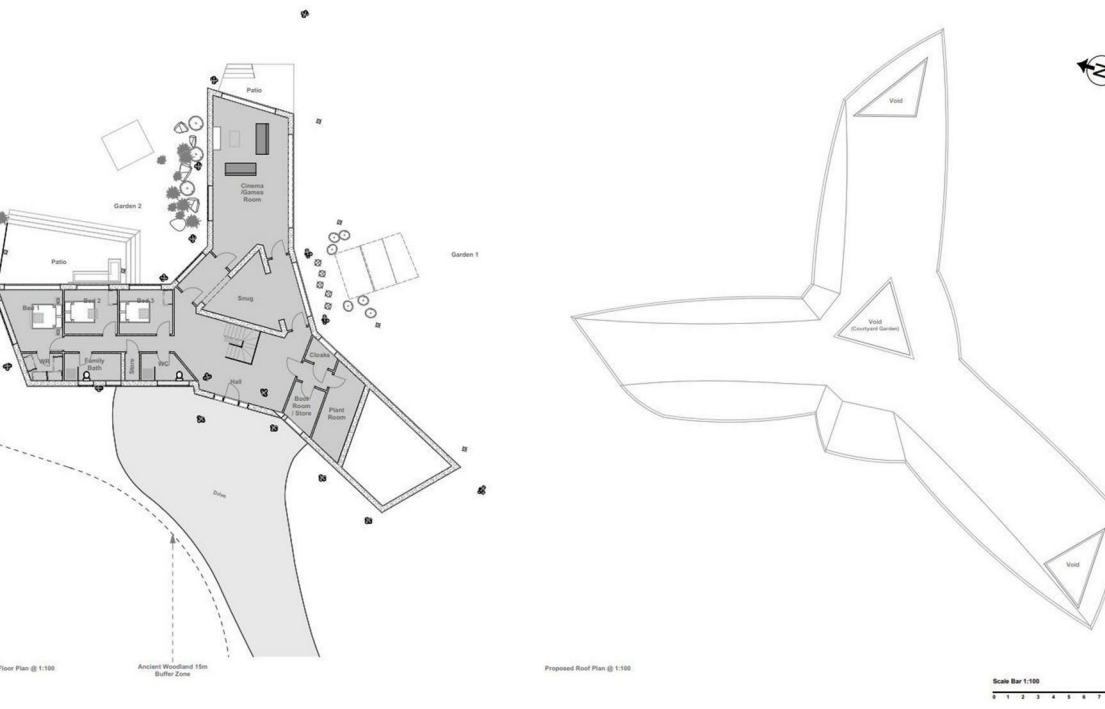 Patio
Cinema
/Games
Room
Garden 2
Garden 1
Patio
Snug
Bed 1
Bed 2
Bed 3
Cloaks
WR
Family
Bath
Store
WC
Hall
Boot
Room
/ Store
Plant
Room
Drive
Floor Plan @ 1:100
Ancient Woodland 15m
Buffer Zone
N
Void
Void
(Courtyard Garden)
Void
Proposed Roof Plan @ 1:100
Scale Bar 1:100
0 1 2 3 4 5 6 7